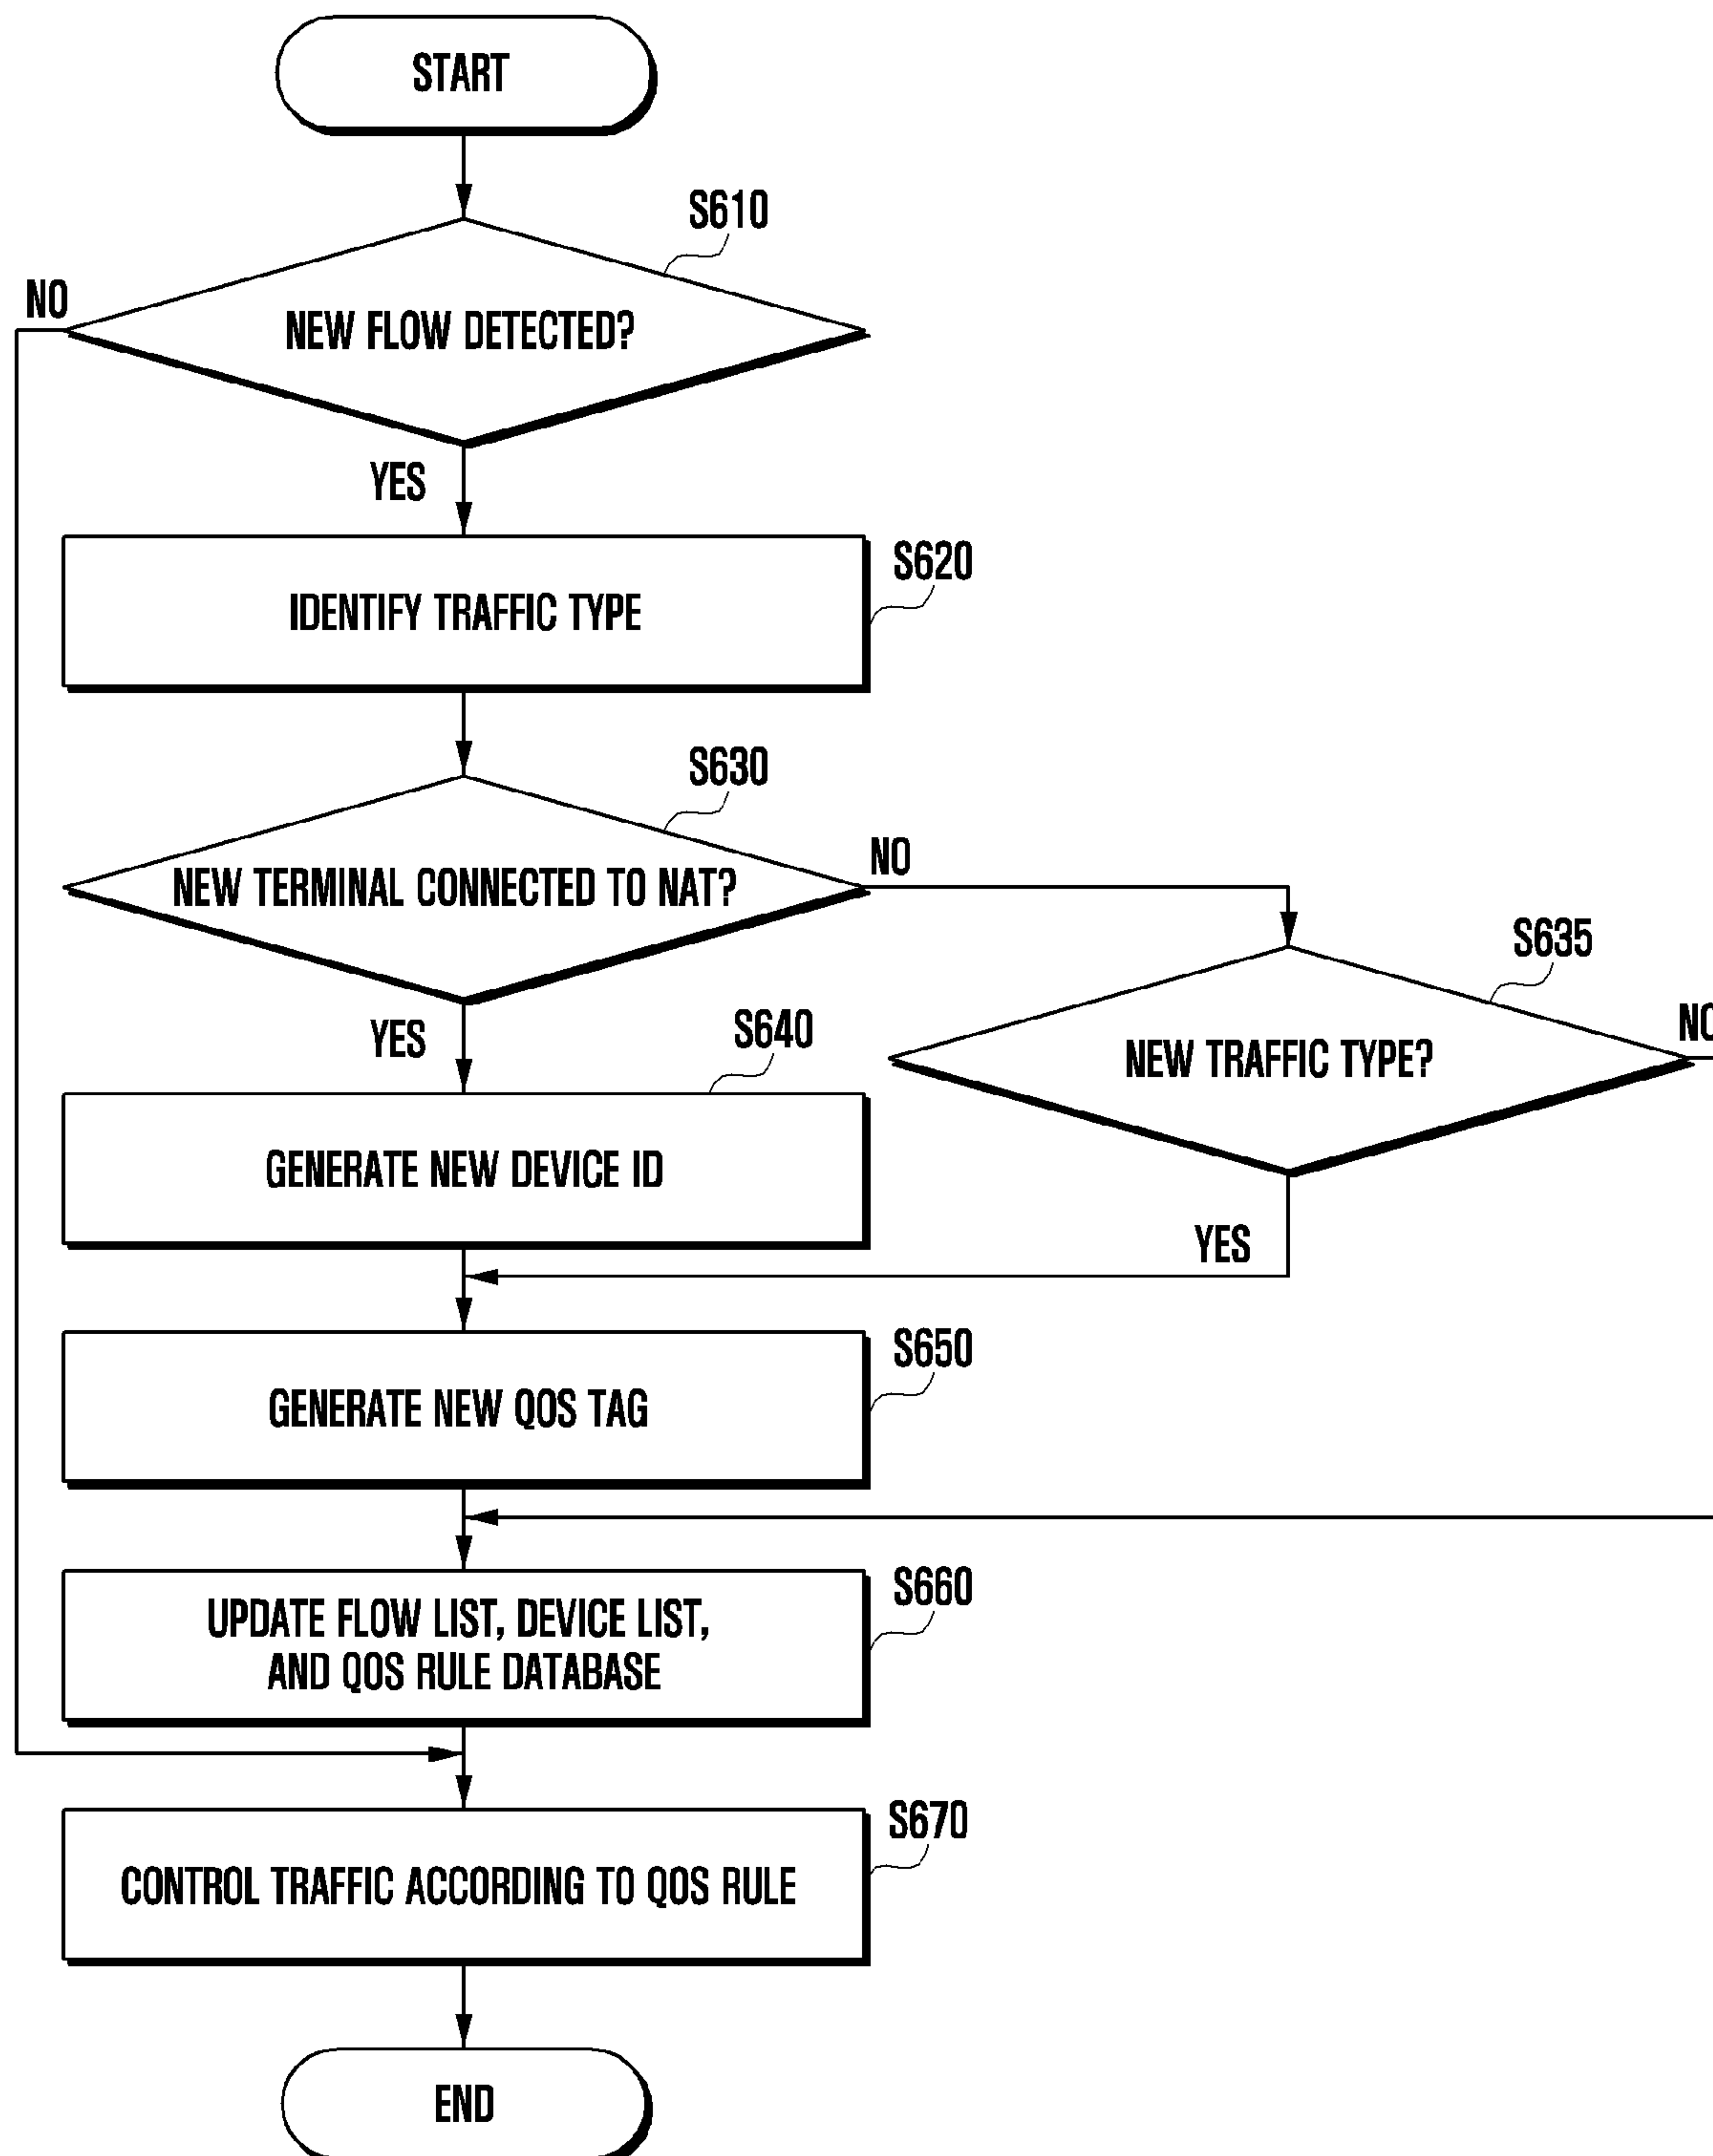 START
S610
NO
NEW FLOW DETECTED?
YES
S620
IDENTIFY TRAFFIC TYPE
S630
NEW TERMINAL CONNECTED TO NAT?
NO
S635
NEW TRAFFIC TYPE?
NO
YES
S640
GENERATE NEW DEVICE ID
YES
S650
GENERATE NEW QOS TAG
S660
UPDATE FLOW LIST, DEVICE LIST,
AND QOS RULE DATABASE
S670
CONTROL TRAFFIC ACCORDING TO QOS RULE
END